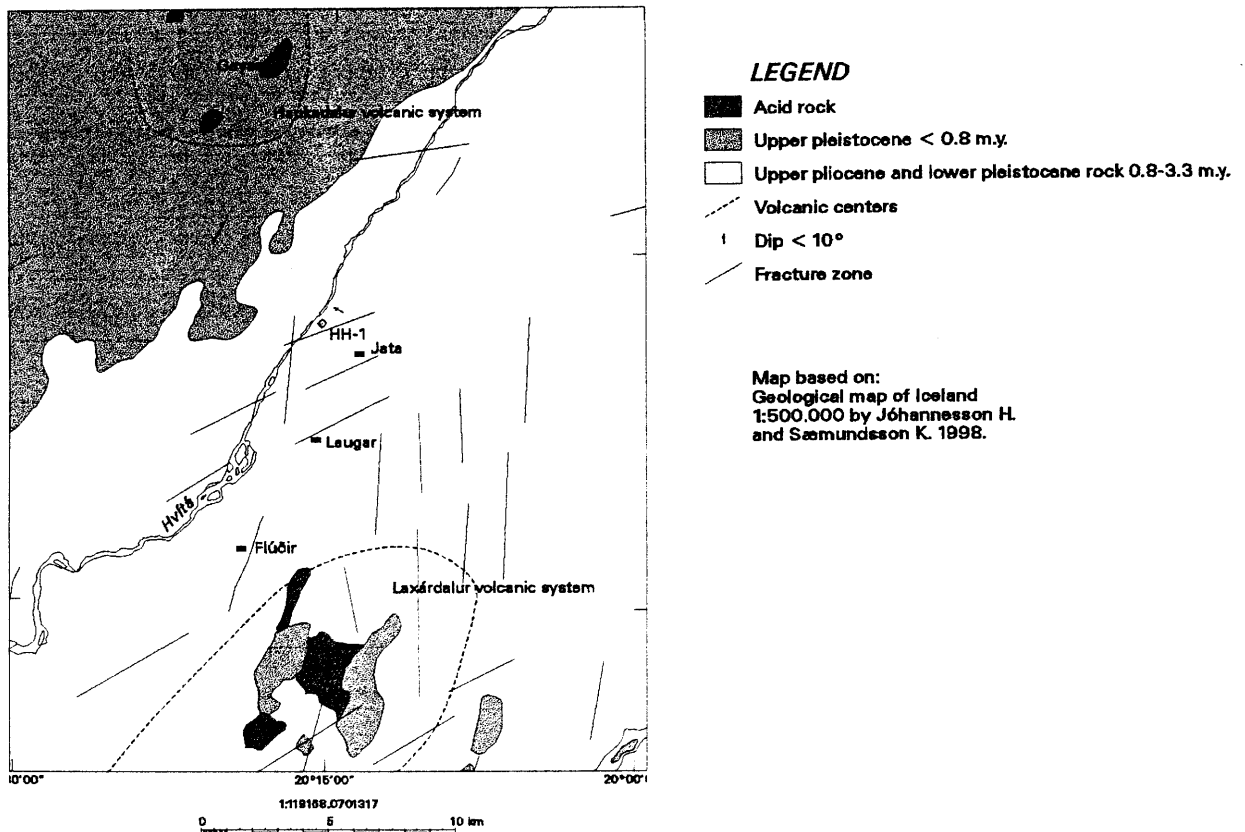 Haukadalur volcanic system
HH-1
Jata
Laugar
Hvítá
Flúðir
Laxárdalur volcanic system
20°15'00"
1:119168.0701317
0 5 10 km
LEGEND
Acid rock
Upper pleistocene < 0.8 m.y.
Upper pliocene and lower pleistocene rock 0.8-3.3 m.y.
Volcanic centers
Dip < 10°
Fracture zone
Map based on:
Geological map of Iceland
1:500.000 by Jóhannesson H.
and Sæmundsson K. 1998.